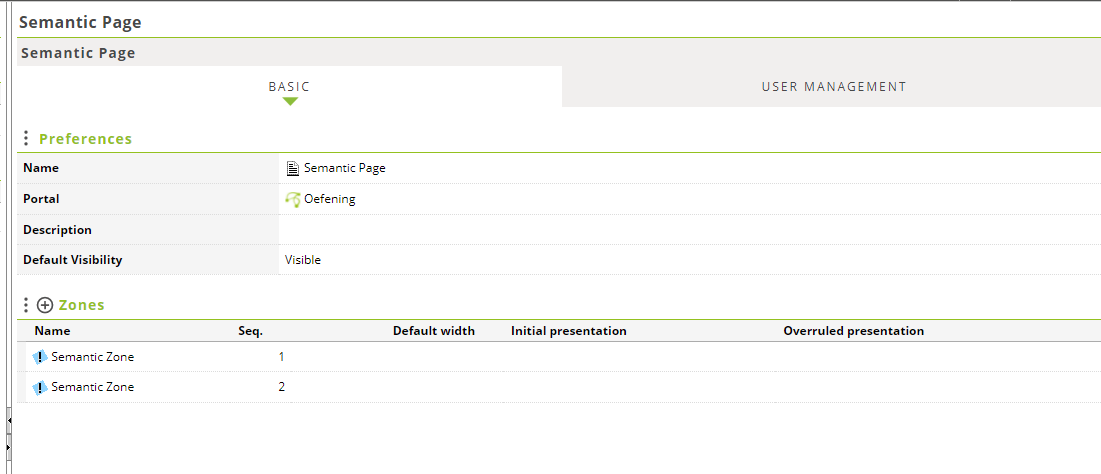 Semantic Page
Semantic Page
BASIC USER MANAGEMENT
Preferences
Name Semantic Page
Portal Oefening
Description
Default Visibility Visible
Zones
Name Seq. Default width Initial presentation Overruled presentation
Semantic Zone 1
Semantic Zone 2